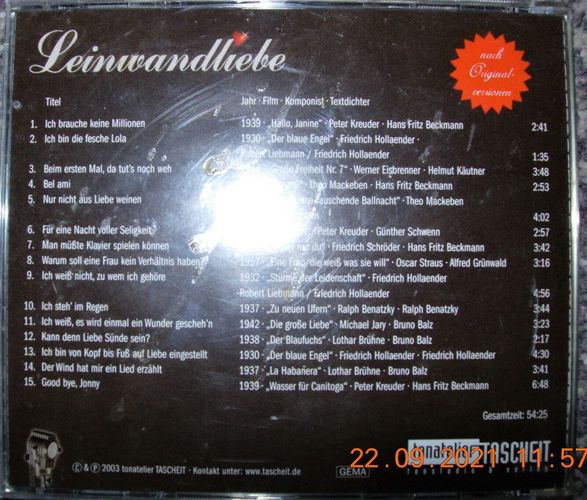 Leinwandliebe
nach
Original-
versionen
Titel Jahr · Film · Komponist · Textdichter
1. Ich brauche keine Millionen 1939 · „Hallo, Janine“ · Peter Kreuder · Hans Fritz Beckmann 2:41
2. Ich bin die fesche Lola 1930 · „Der blaue Engel“ · Friedrich Hollaender ·
Robert Liebmann / Friedrich Hollaender 1:35
3. Beim ersten Mal, da tut's noch weh Große Freiheit Nr. 7“ · Werner Eisbrenner · Helmut Käutner 3:48
4. Bel ami Theo Mackeben · Hans Fritz Beckmann 2:53
5. Nur nicht aus Liebe weinen rauschende Ballnacht“ · Theo Mackeben
4:02
6. Für eine Nacht voller Seligkeit Peter Kreuder · Günther Schwenn 2:57
7. Man müßte Klavier spielen können nur du“ · Friedrich Schröder · Hans Fritz Beckmann 3:42
8. Warum soll eine Frau kein Verhältnis haben? 1957 · „Eine Frau, die weiß was sie will“ · Oscar Straus · Alfred Grünwald 3:16
9. Ich weiß nicht, zu wem ich gehöre 1932 · „Stürme der Leidenschaft“ · Friedrich Hollaender
Robert Liebmann / Friedrich Hollaender 4:56
10. Ich steh' im Regen 1937 · „Zu neuen Ufern“ · Ralph Benatzky · Ralph Benatzky 3:44
11. Ich weiß, es wird einmal ein Wunder gescheh'n 1942 · „Die große Liebe“ · Michael Jary · Bruno Balz 3:23
12. Kann denn Liebe Sünde sein? 1938 · „Der Blaufuchs“ · Lothar Brühne · Bruno Balz 2:17
13. Ich bin von Kopf bis Fuß auf Liebe eingestellt 1930 · „Der blaue Engel“ · Friedrich Hollaender · Friedrich Hollaender 4:30
14. Der Wind hat mir ein Lied erzählt 1937 · „La Habañera“ · Lothar Brühne · Bruno Balz 3:41
15. Good bye, Jonny 1939 · „Wasser für Canitoga“ · Peter Kreuder · Hans Fritz Beckmann 6:48
Gesamtzeit: 54:25
tonatelier TASCHEIT
tonstudio & verlag
22.09.2021 11:57
© & ℗ 2003 tonatelier TASCHEIT · Kontakt unter: www.tascheit.de GEMA